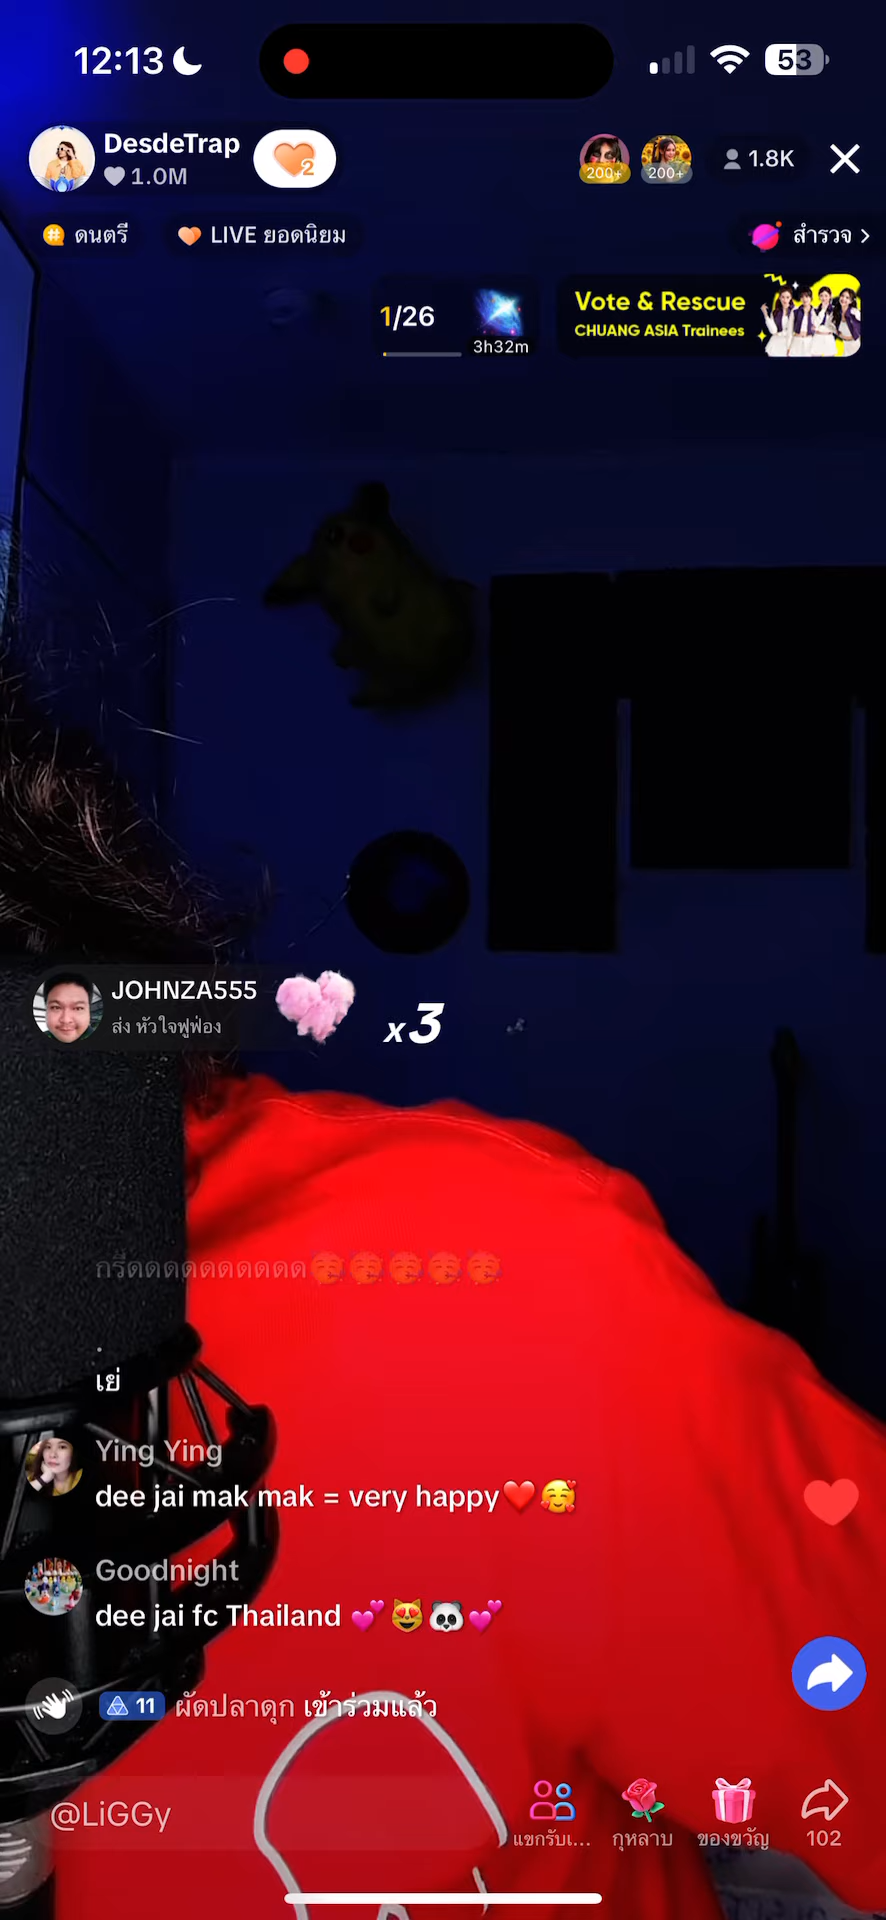 12:13
53
DesdeTrap
1.0M
2
200+
200+
1.8K
ดนตรี
LIVE ยอดนิยม
สำรวจ
1/26
3h32m
Vote & Rescue
CHUANG ASIA Trainees
JOHNZA555
ส่ง หัวใจฟูฟ่อง
x3
กรี๊ดดดดดดดดดดด
.
เย่
Ying Ying
dee jai mak mak = very happy❤️🥰
Goodnight
dee jai fc Thailand 💕😻🐼💕
11 ผัดปลาดุก เข้าร่วมแล้ว
@LiGGy
แขกรับเ...
กุหลาบ
ของขวัญ
102